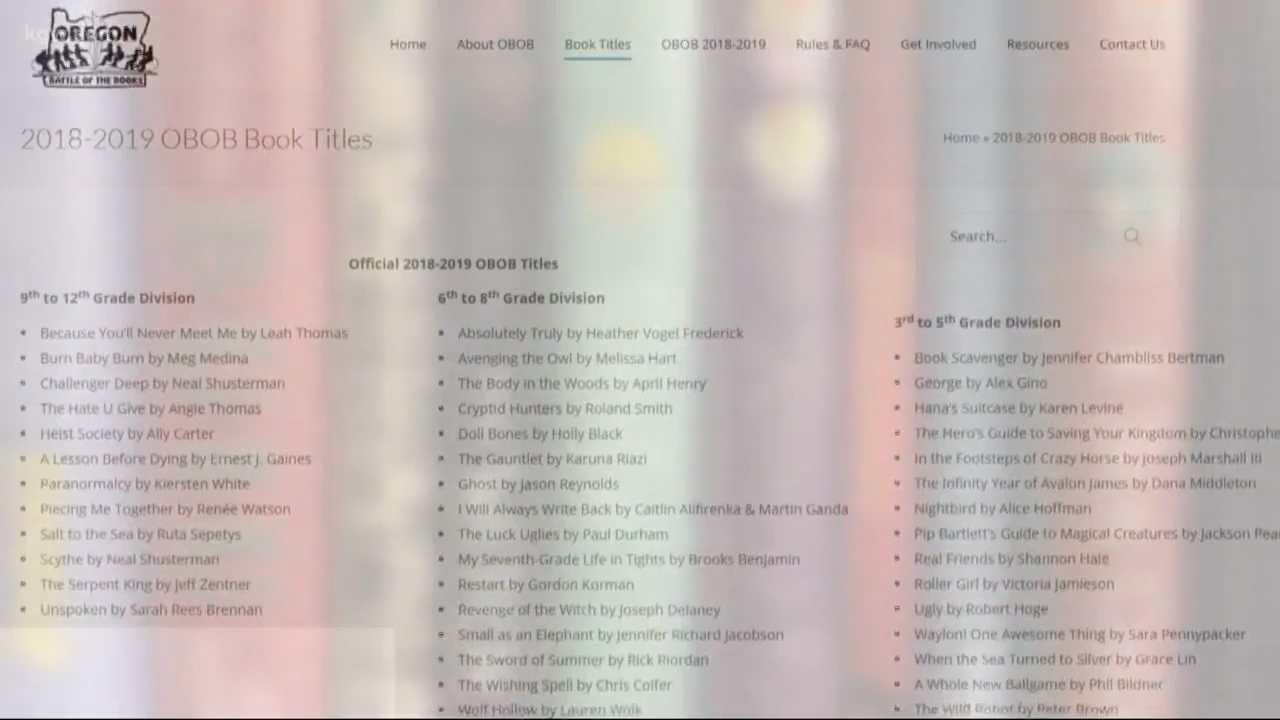 OREGON
BATTLE OF THE BOOKS
Home About OBOB Book Titles OBOB 2018-2019 Rules & FAQ Get Involved Resources Contact Us
2018-2019 OBOB Book Titles
Home » 2018-2019 OBOB Book Titles
Search...
Official 2018-2019 OBOB Titles
9th to 12th Grade Division
• Because You'll Never Meet Me by Leah Thomas
• Burn Baby Burn by Meg Medina
• Challenger Deep by Neal Shusterman
• The Hate U Give by Angie Thomas
• Heist Society by Ally Carter
• A Lesson Before Dying by Ernest J. Gaines
• Paranormalcy by Kiersten White
• Piecing Me Together by Renée Watson
• Salt to the Sea by Ruta Sepetys
• Scythe by Neal Shusterman
• The Serpent King by Jeff Zentner
• Unspoken by Sarah Rees Brennan
6th to 8th Grade Division
• Absolutely Truly by Heather Vogel Frederick
• Avenging the Owl by Melissa Hart
• The Body in the Woods by April Henry
• Cryptid Hunters by Roland Smith
• Doll Bones by Holly Black
• The Gauntlet by Karuna Riazi
• Ghost by Jason Reynolds
• I Will Always Write Back by Caitlin Alifirenka & Martin Ganda
• The Luck Uglies by Paul Durham
• My Seventh-Grade Life in Tights by Brooks Benjamin
• Restart by Gordon Korman
• Revenge of the Witch by Joseph Delaney
• Small as an Elephant by Jennifer Richard Jacobson
• The Sword of Summer by Rick Riordan
• The Wishing Spell by Chris Colfer
• Wolf Hollow by Lauren Wolk
3rd to 5th Grade Division
• Book Scavenger by Jennifer Chambliss Bertman
• George by Alex Gino
• Hana's Suitcase by Karen Levine
• The Hero's Guide to Saving Your Kingdom by Christophe
• In the Footsteps of Crazy Horse by Joseph Marshall III
• The Infinity Year of Avalon James by Dana Middleton
• Nightbird by Alice Hoffman
• Pip Bartlett's Guide to Magical Creatures by Jackson Pea
• Real Friends by Shannon Hale
• Roller Girl by Victoria Jamieson
• Ugly by Robert Hoge
• Waylon! One Awesome Thing by Sara Pennypacker
• When the Sea Turned to Silver by Grace Lin
• A Whole New Ballgame by Phil Bildner
• The Wild Robot by Peter Brown